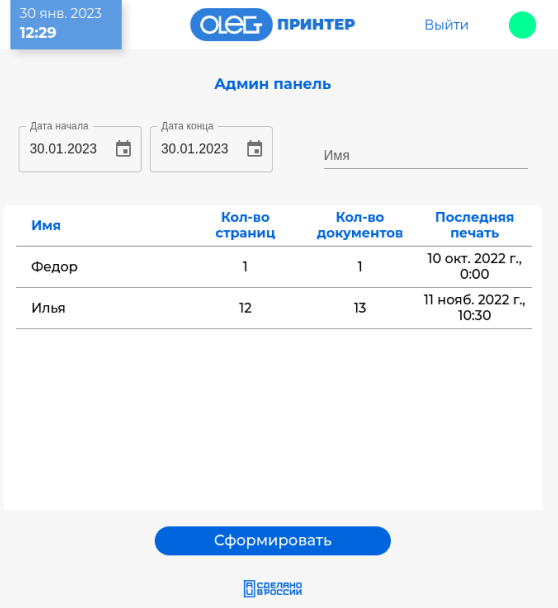 30 янв. 2023
12:29
OLEG ПРИНТЕР
Выйти
Админ панель
Дата начала
30.01.2023
Дата конца
30.01.2023
Имя
Имя
Кол-во
страниц
Кол-во
документов
Последняя
печать
Федор
1
1
10 окт. 2022 г.,
0:00
Илья
12
13
11 нояб. 2022 г.,
10:30
Сформировать
СДЕЛАНО
В РОССИИ